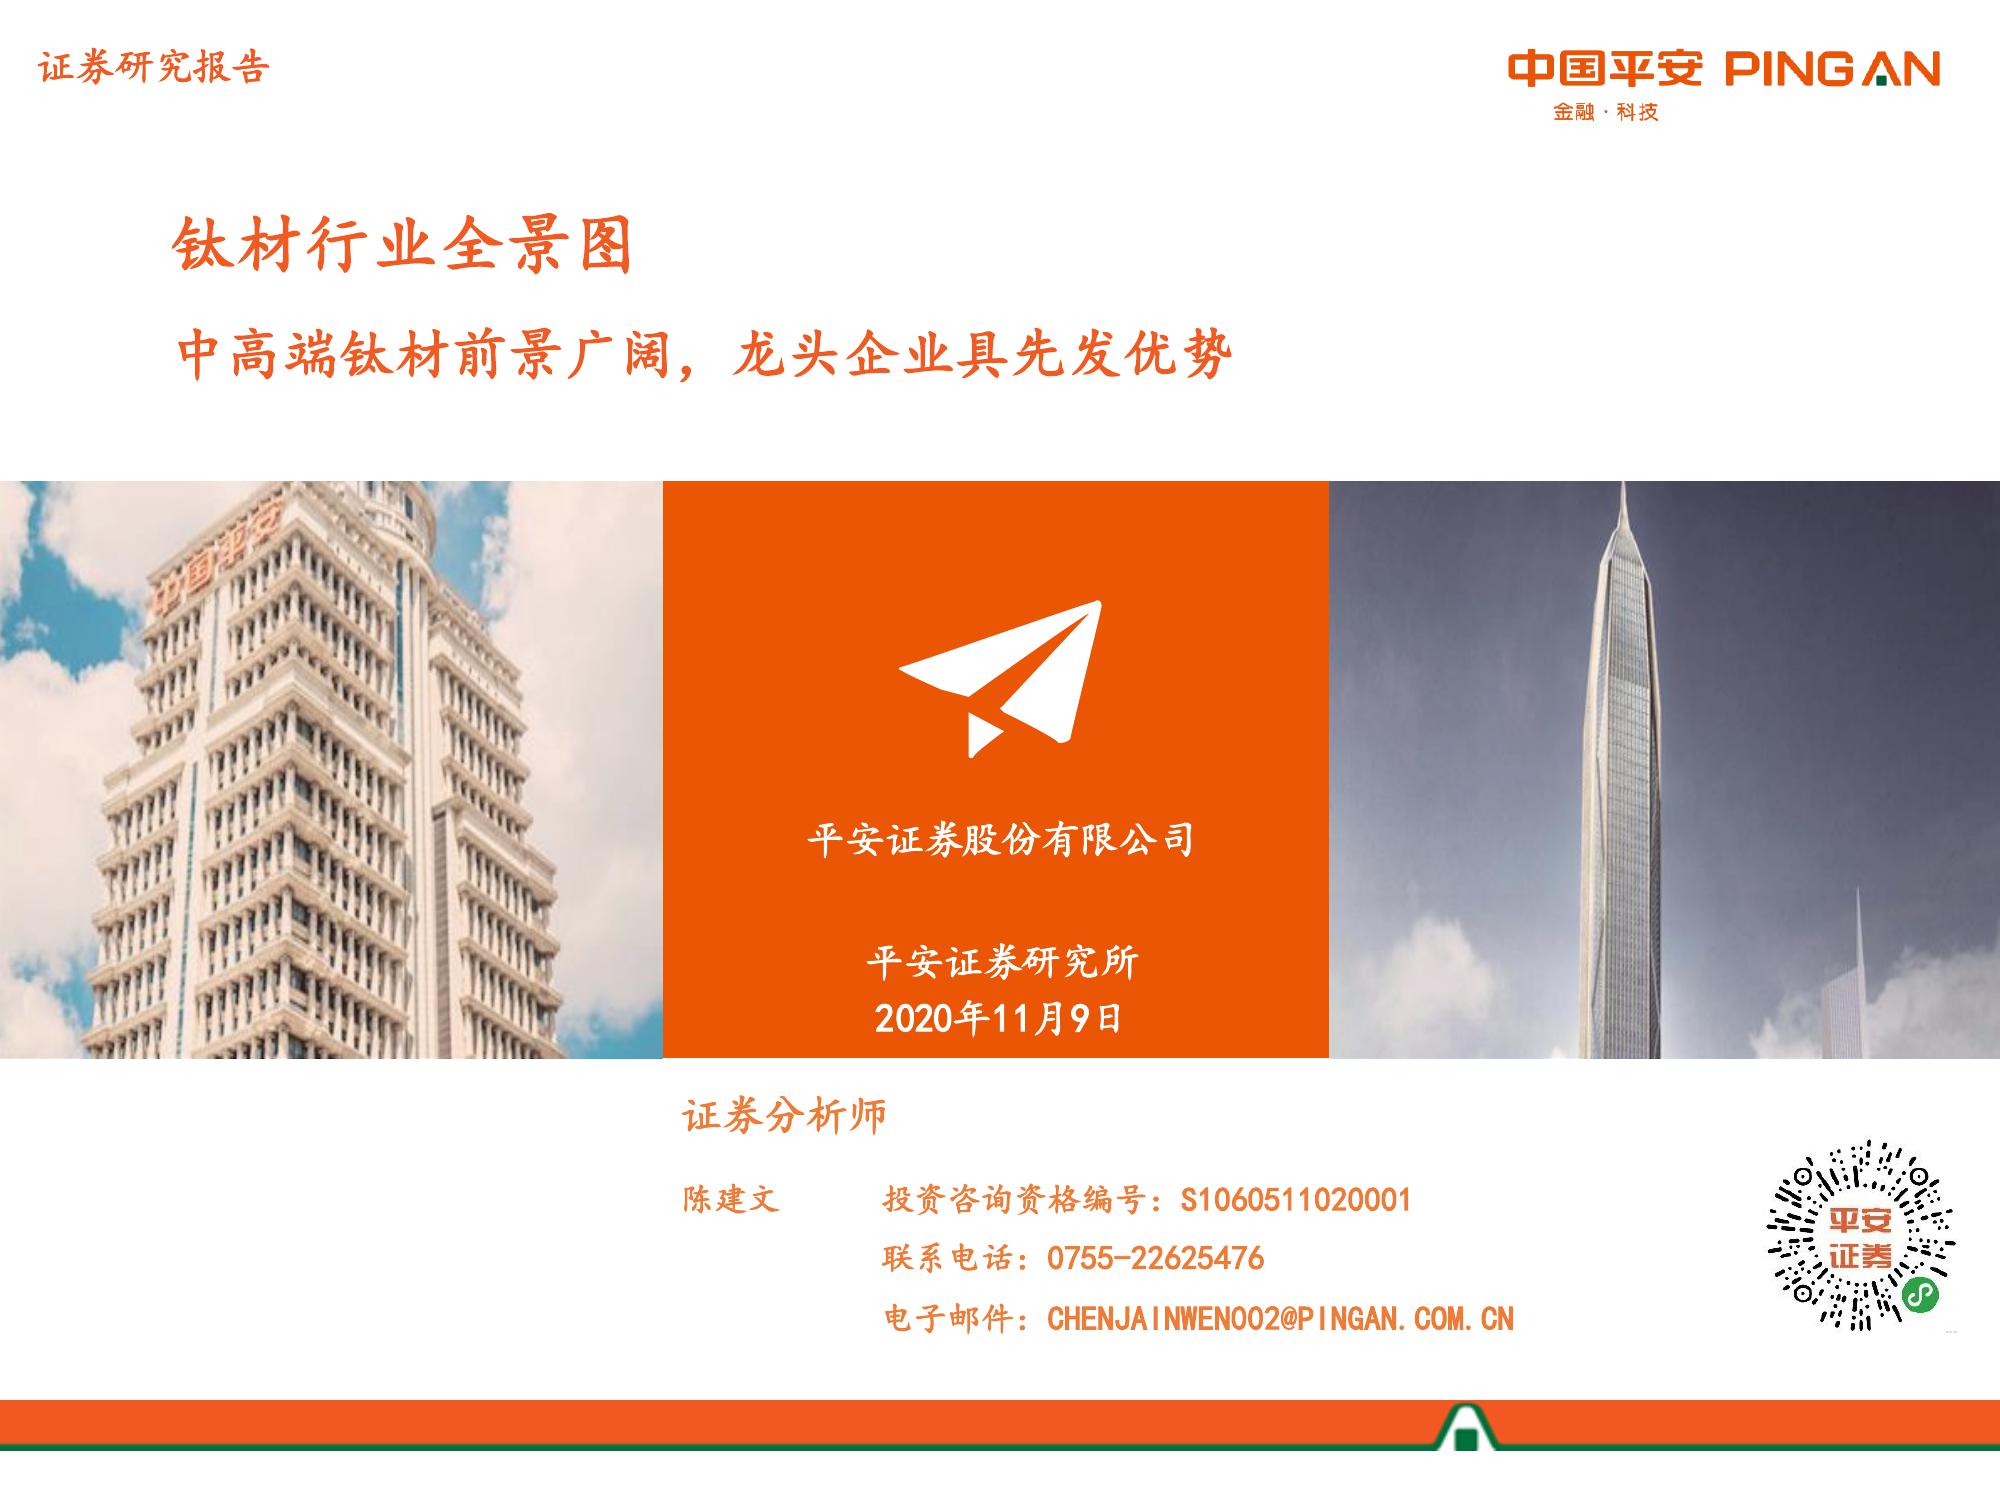 证券研究报告
中国平安 PING AN
金融·科技
钛材行业全景图
中高端钛材前景广阔，龙头企业具先发优势
中国平安
平安证券股份有限公司
平安证券研究所
2020年11月9日
证券分析师
陈建文 投资咨询资格编号：S1060511020001
联系电话：0755-22625476
电子邮件：CHENJAINWEN002@PINGAN.COM.CN
平安
证券